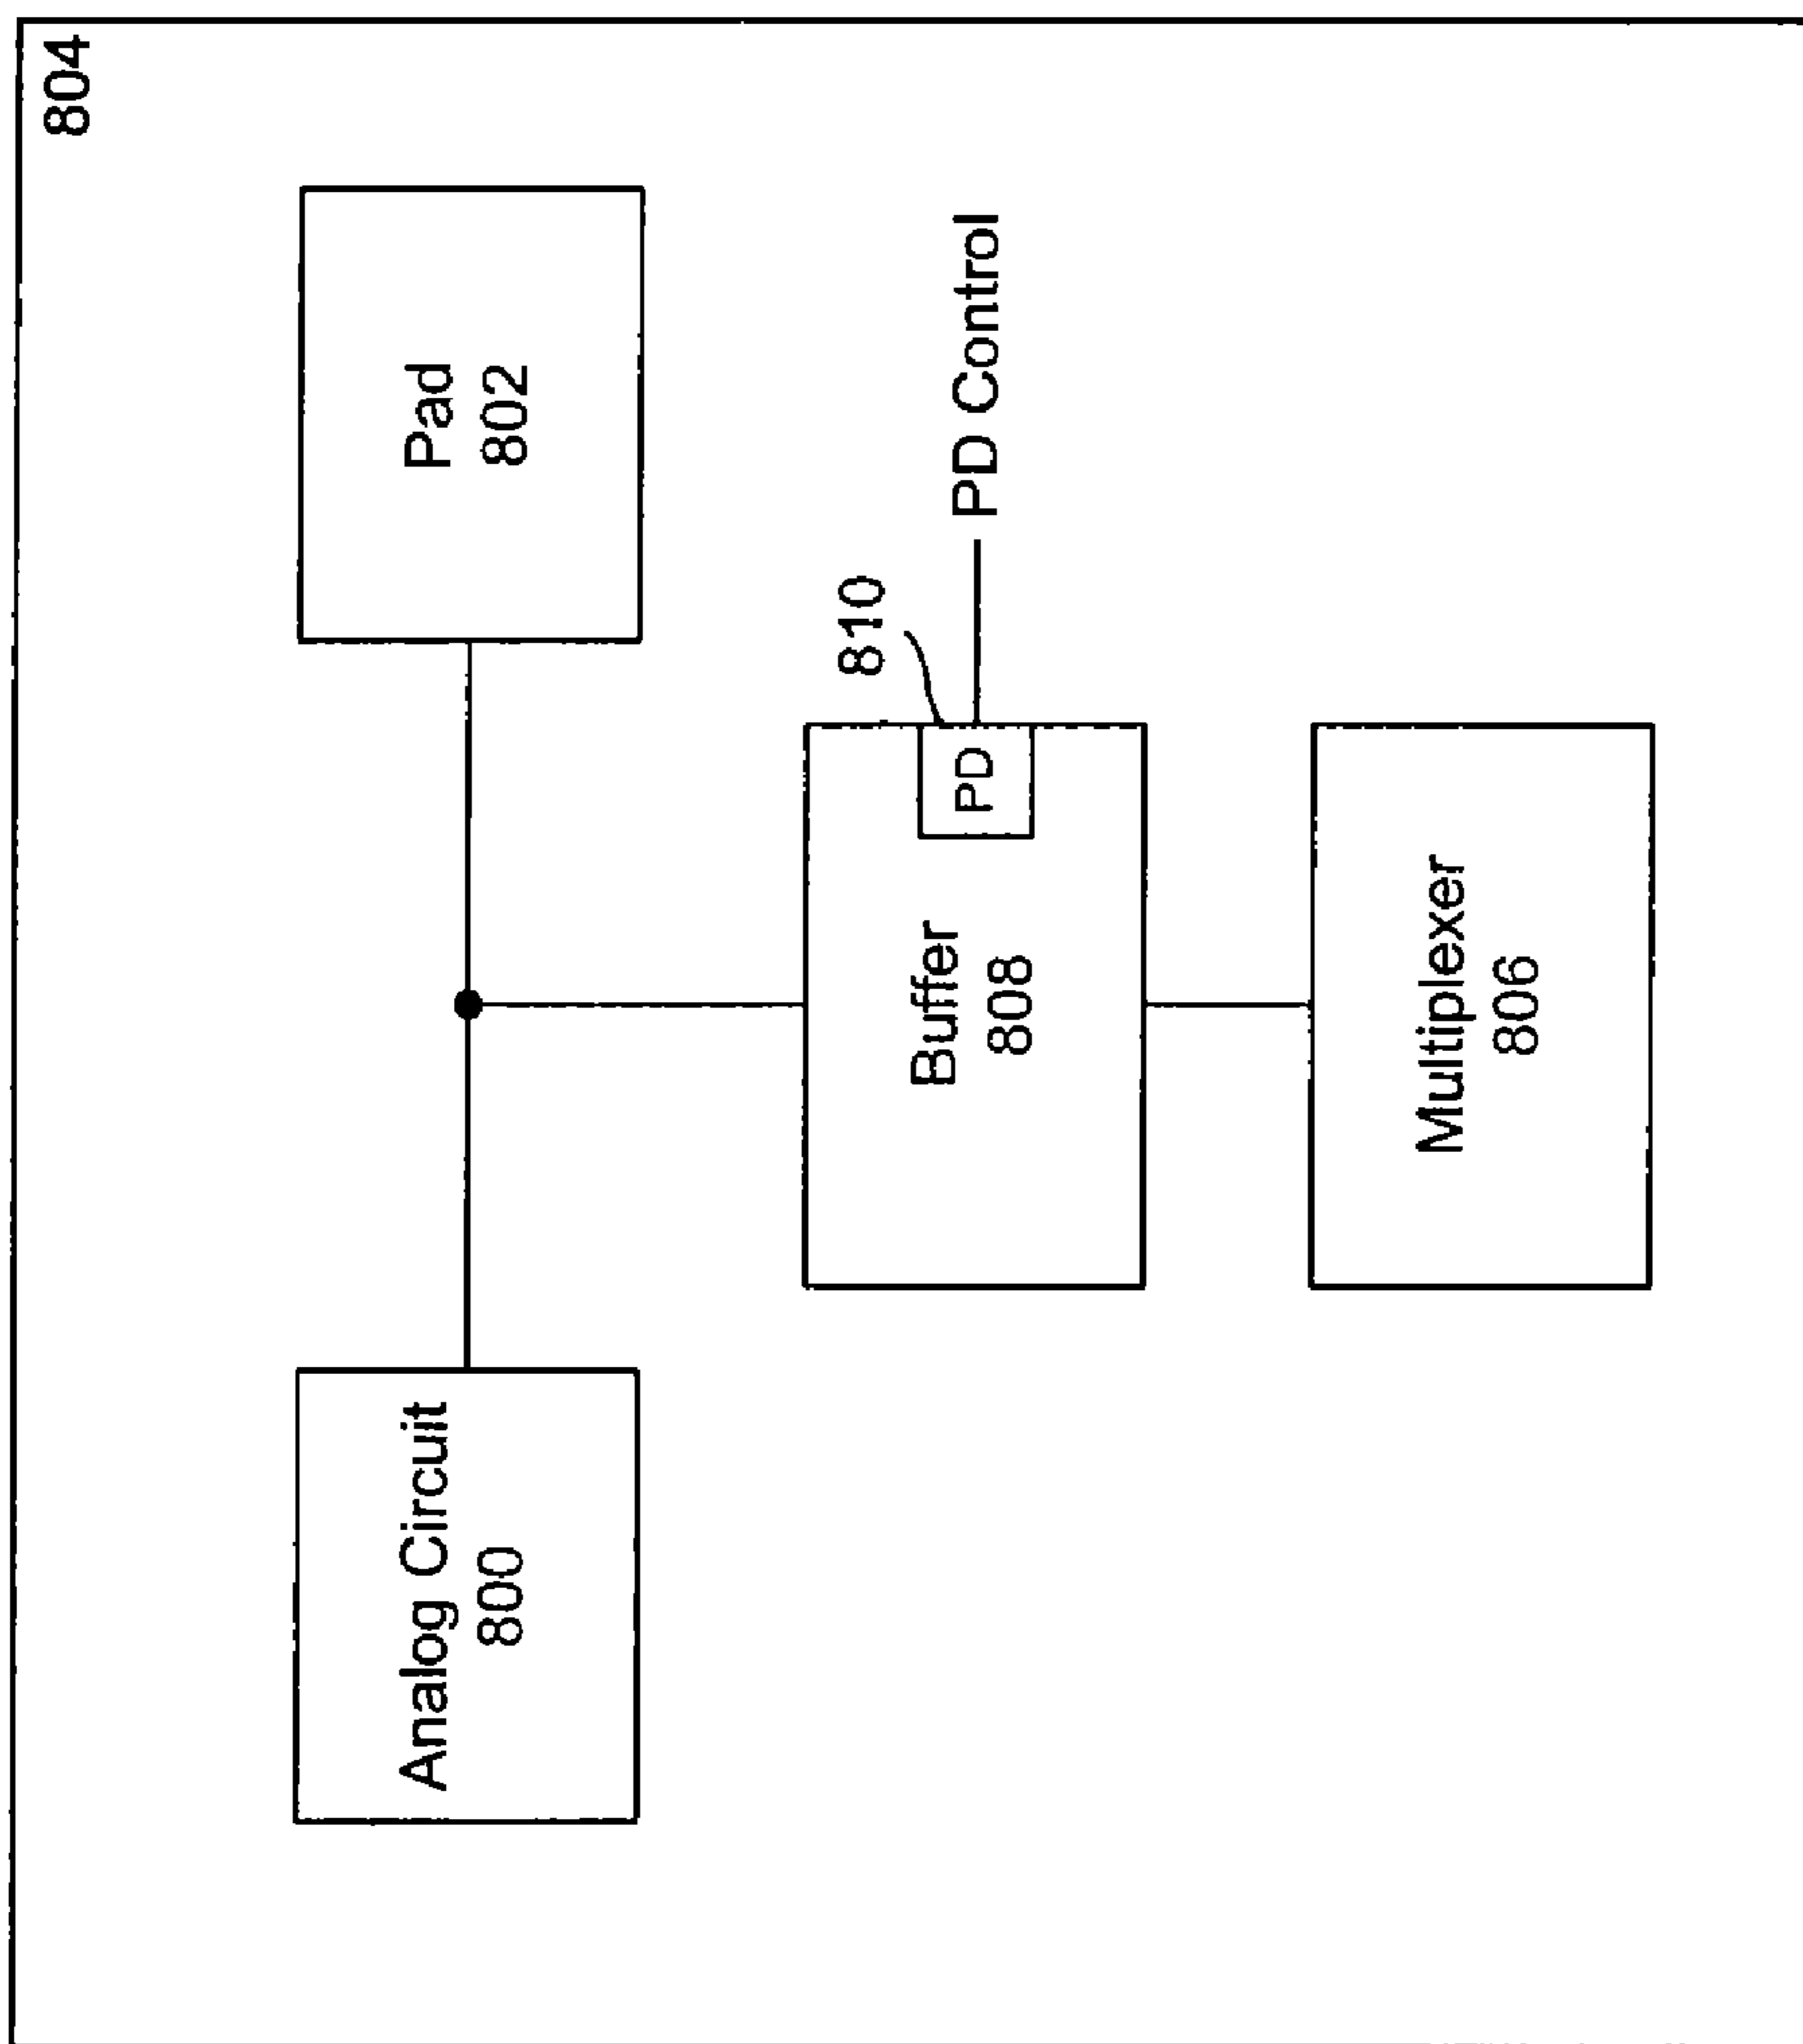 804
Analog Circuit
800
Pad
802
810
Buffer
808
PD
PD Control
Multiplexer
806